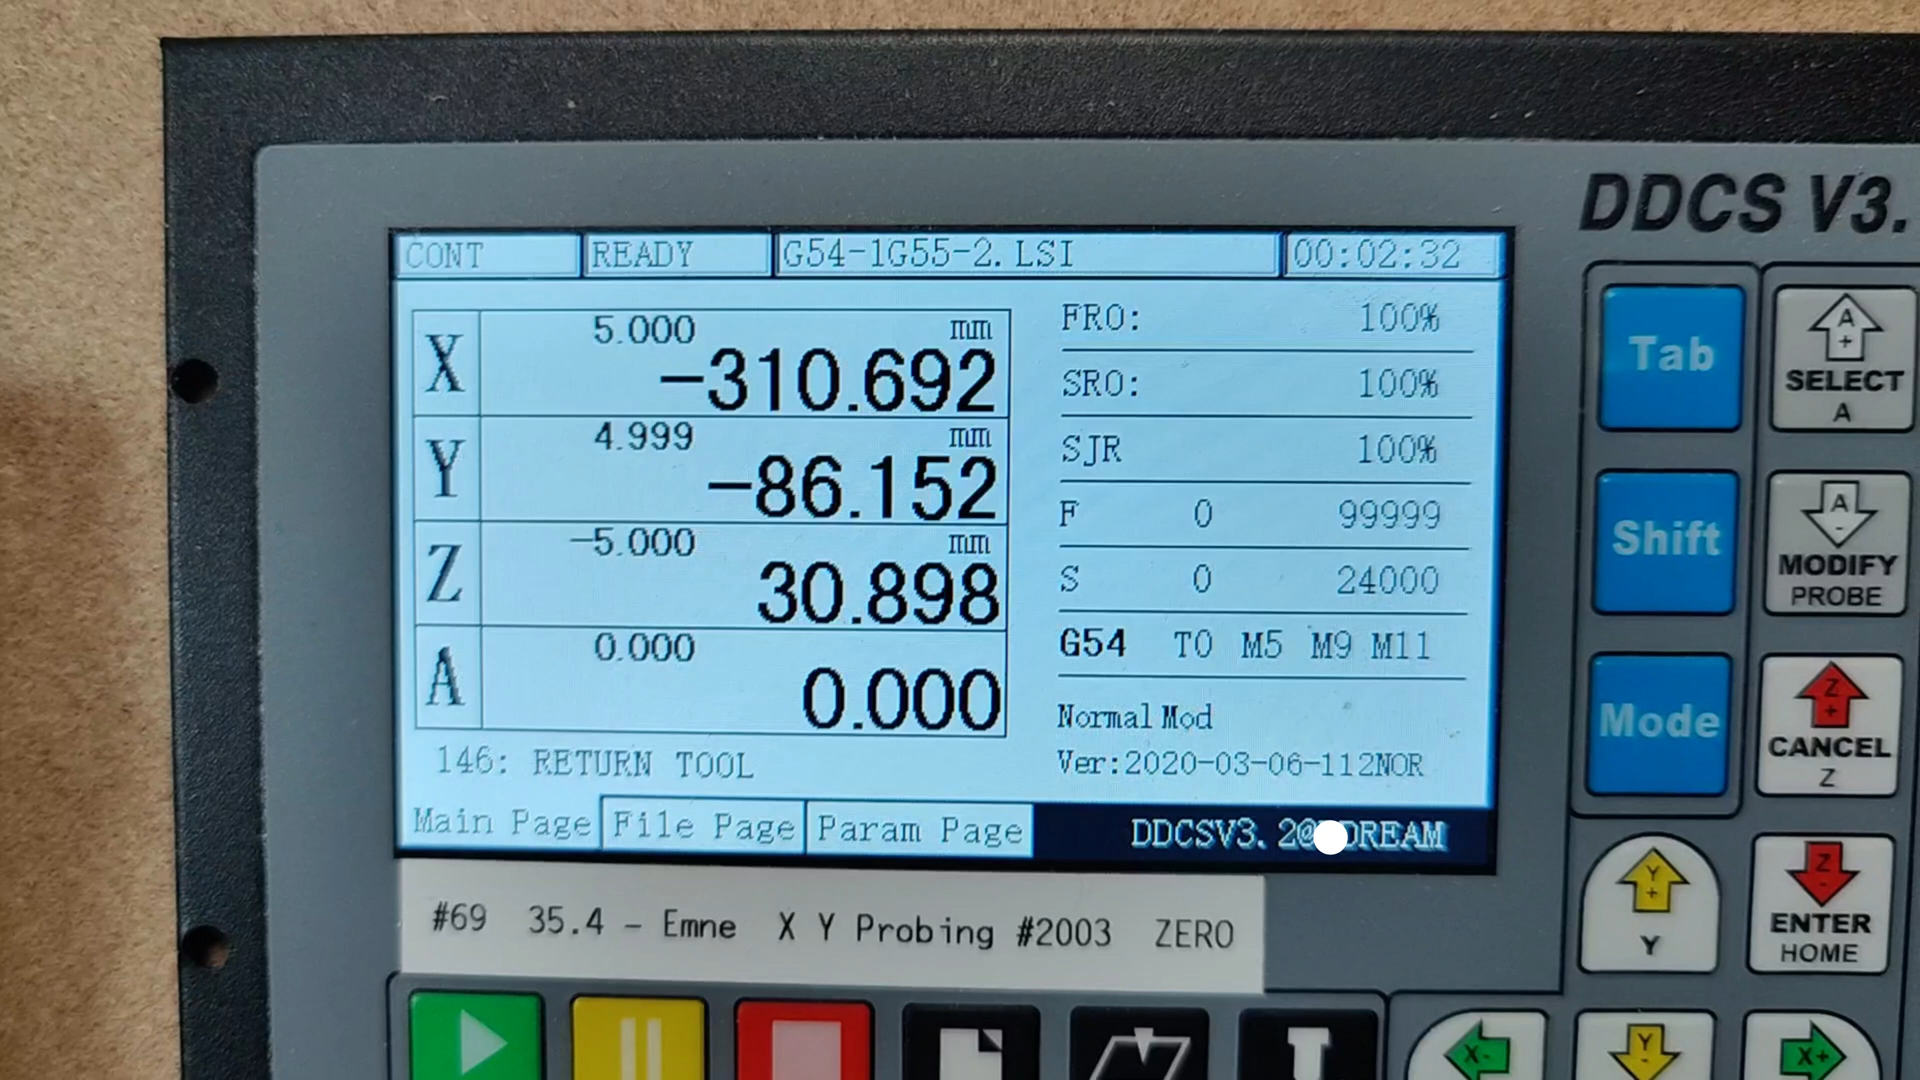 DDCS V3.
CONT READY G54-1G55-2.LSI 00:02:32
X 5.000 mm -310.692
Y 4.999 mm -86.152
Z -5.000 mm 30.898
A 0.000 0.000
146: RETURN TOOL
FRO: 100%
SRO: 100%
SJR 100%
F 0 99999
S 0 24000
G54 T0 M5 M9 M11
Normal Mod
Ver:2020-03-06-112NOR
Main Page File Page Param Page
#69 35.4 - Emne X Y Probing #2003 ZERO
Tab
A
+
SELECT
A
Shift
A
-
MODIFY
PROBE
Mode
Z
+
CANCEL
Z
Y
+
Y
Z
-
ENTER
HOME
X-
Y
-
X+